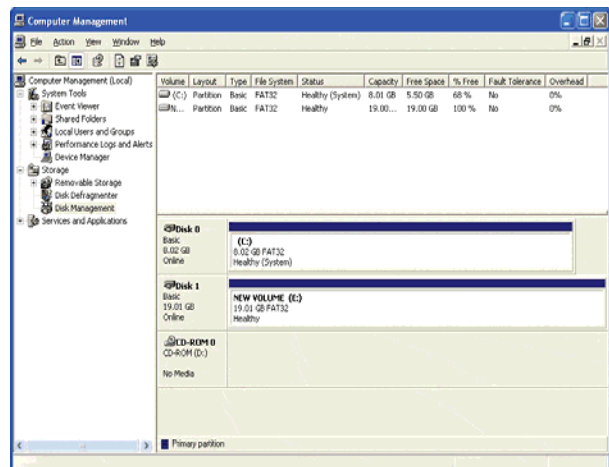 Computer Management
File Action View Window Help
Computer Management (Local)
System Tools
Event Viewer
Shared Folders
Local Users and Groups
Performance Logs and Alerts
Device Manager
Storage
Removable Storage
Disk Defragmenter
Disk Management
Services and Applications
Volume Layout Type File System Status Capacity Free Space % Free Fault Tolerance Overhead
(C:) Partition Basic FAT32 Healthy (System) 8.01 GB 5.50 GB 68 % No 0%
N... Partition Basic FAT32 Healthy 19.00... 19.00 GB 100 % No 0%
Disk 0
Basic
8.02 GB
Online
(C:)
8.02 GB FAT32
Healthy (System)
Disk 1
Basic
19.01 GB
Online
NEW VOLUME (E:)
19.01 GB FAT32
Healthy
CD-ROM 0
CD-ROM (D:)
No Media
Primary partition